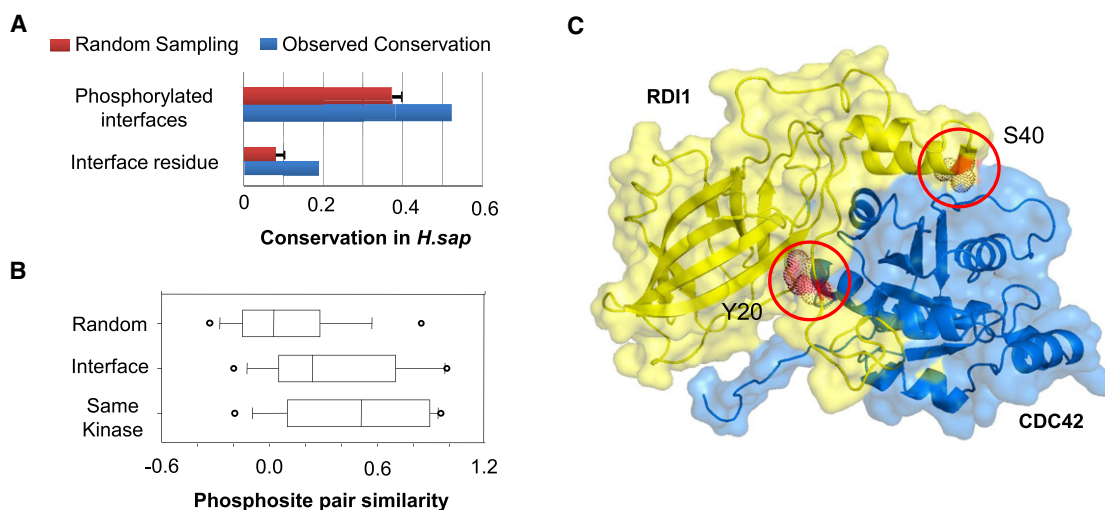 A
Random Sampling Observed Conservation
Phosphorylated
interfaces
Interface residue
0 0.2 0.4 0.6
Conservation in H.sap
B
Random
Interface
Same
Kinase
-0.6 0.0 0.6 1.2
Phosphosite pair similarity
C
RDI1
S40
Y20
CDC42